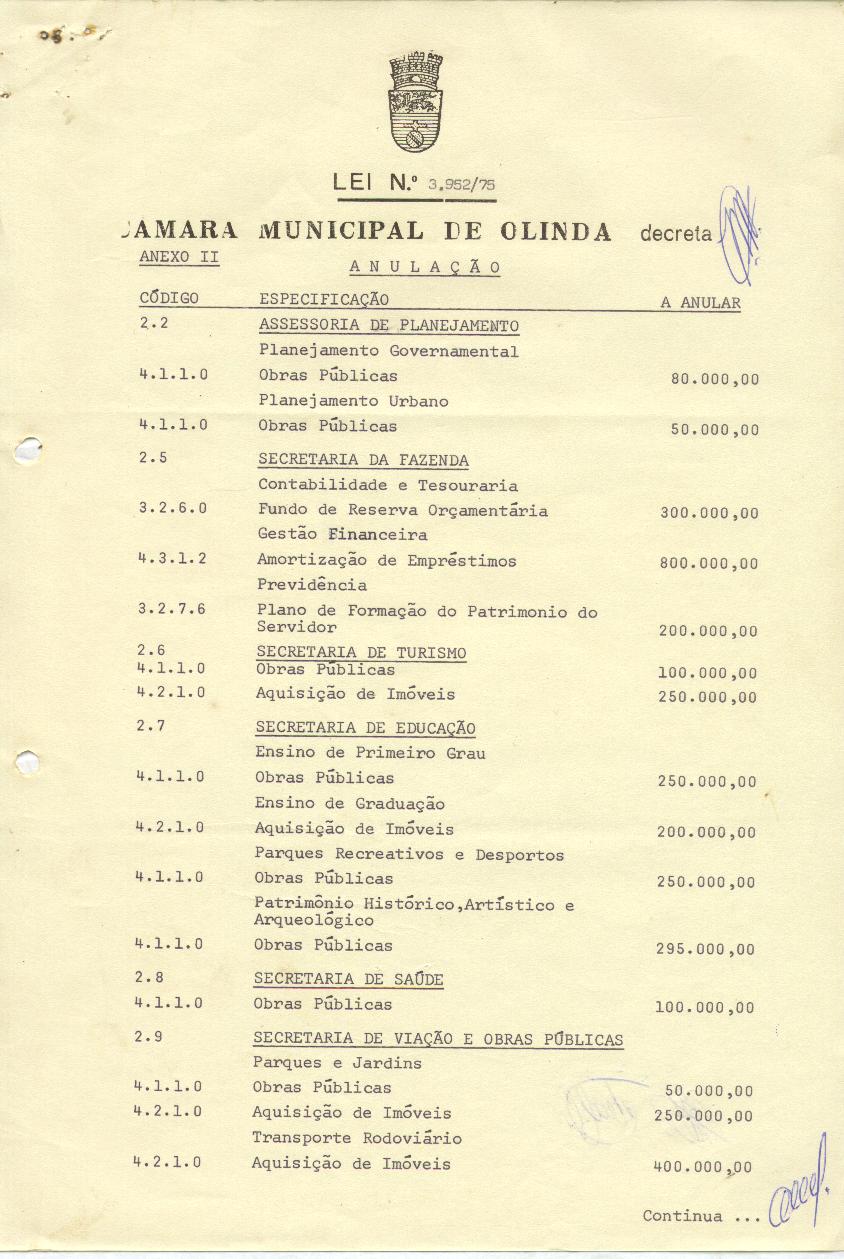 LEI N.º 3.952/75
CAMARA MUNICIPAL DE OLINDA decreta
ANEXO II
ANULAÇÃO
CÓDIGO ESPECIFICAÇÃO A ANULAR
2.2 ASSESSORIA DE PLANEJAMENTO
Planejamento Governamental
4.1.1.0 Obras Públicas 80.000,00
Planejamento Urbano
4.1.1.0 Obras Públicas 50.000,00
2.5 SECRETARIA DA FAZENDA
Contabilidade e Tesouraria
3.2.6.0 Fundo de Reserva Orçamentária 300.000,00
Gestão Financeira
4.3.1.2 Amortização de Empréstimos 800.000,00
Previdência
3.2.7.6 Plano de Formação do Patrimonio do
Servidor 200.000,00
2.6 SECRETARIA DE TURISMO
4.1.1.0 Obras Públicas 100.000,00
4.2.1.0 Aquisição de Imóveis 250.000,00
2.7 SECRETARIA DE EDUCAÇÃO
Ensino de Primeiro Grau
4.1.1.0 Obras Públicas 250.000,00
Ensino de Graduação
4.2.1.0 Aquisição de Imóveis 200.000,00
Parques Recreativos e Desportos
4.1.1.0 Obras Públicas 250.000,00
Patrimônio Histórico,Artístico e
Arqueológico
4.1.1.0 Obras Públicas 295.000,00
2.8 SECRETARIA DE SAÚDE
4.1.1.0 Obras Públicas 100.000,00
2.9 SECRETARIA DE VIAÇÃO E OBRAS PÚBLICAS
Parques e Jardins
4.1.1.0 Obras Públicas 50.000,00
4.2.1.0 Aquisição de Imóveis 250.000,00
Transporte Rodoviário
4.2.1.0 Aquisição de Imóveis 400.000,00
Continua ...